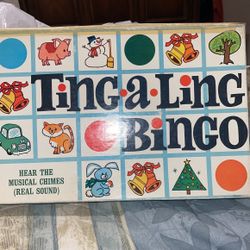 Ting-a-Ling
BINGO
HEAR THE
MUSICAL CHIMES
(REAL SOUND)